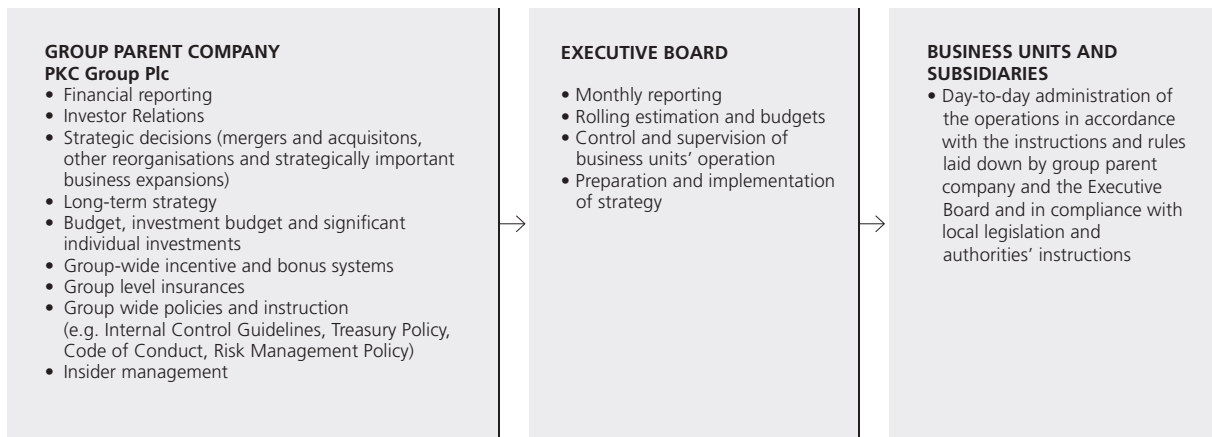 GROUP PARENT COMPANY
PKC Group Plc
• Financial reporting
• Investor Relations
• Strategic decisions (mergers and acquisitons,
other reorganisations and strategically important
business expansions)
• Long-term strategy
• Budget, investment budget and significant
individual investments
• Group-wide incentive and bonus systems
• Group level insurances
• Group wide policies and instruction
(e.g. Internal Control Guidelines, Treasury Policy,
Code of Conduct, Risk Management Policy)
• Insider management
EXECUTIVE BOARD
• Monthly reporting
• Rolling estimation and budgets
• Control and supervision of
business units’ operation
• Preparation and implementation
of strategy
BUSINESS UNITS AND
SUBSIDIARIES
• Day-to-day administration of
the operations in accordance
with the instructions and rules
laid down by group parent
company and the Executive
Board and in compliance with
local legislation and
authorities’ instructions